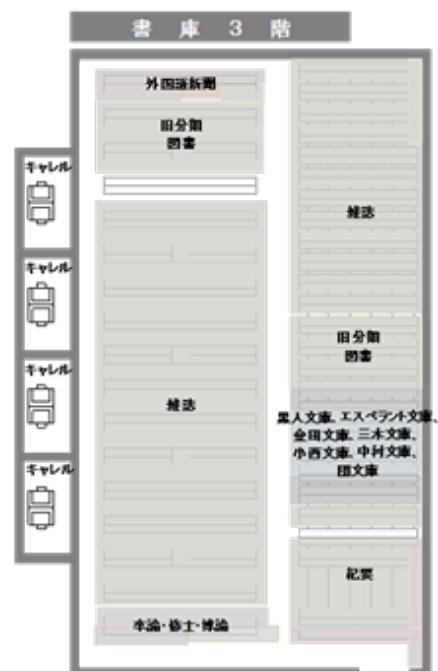 書庫3階
外国語新聞
旧分類
図書
キャレル
キャレル
キャレル
キャレル
雑誌
卒論・修士・博論
雑誌
旧分類
図書
黒人文庫、エスペラント文庫、
金田文庫、三木文庫、
小西文庫、中村文庫、
団文庫
紀要